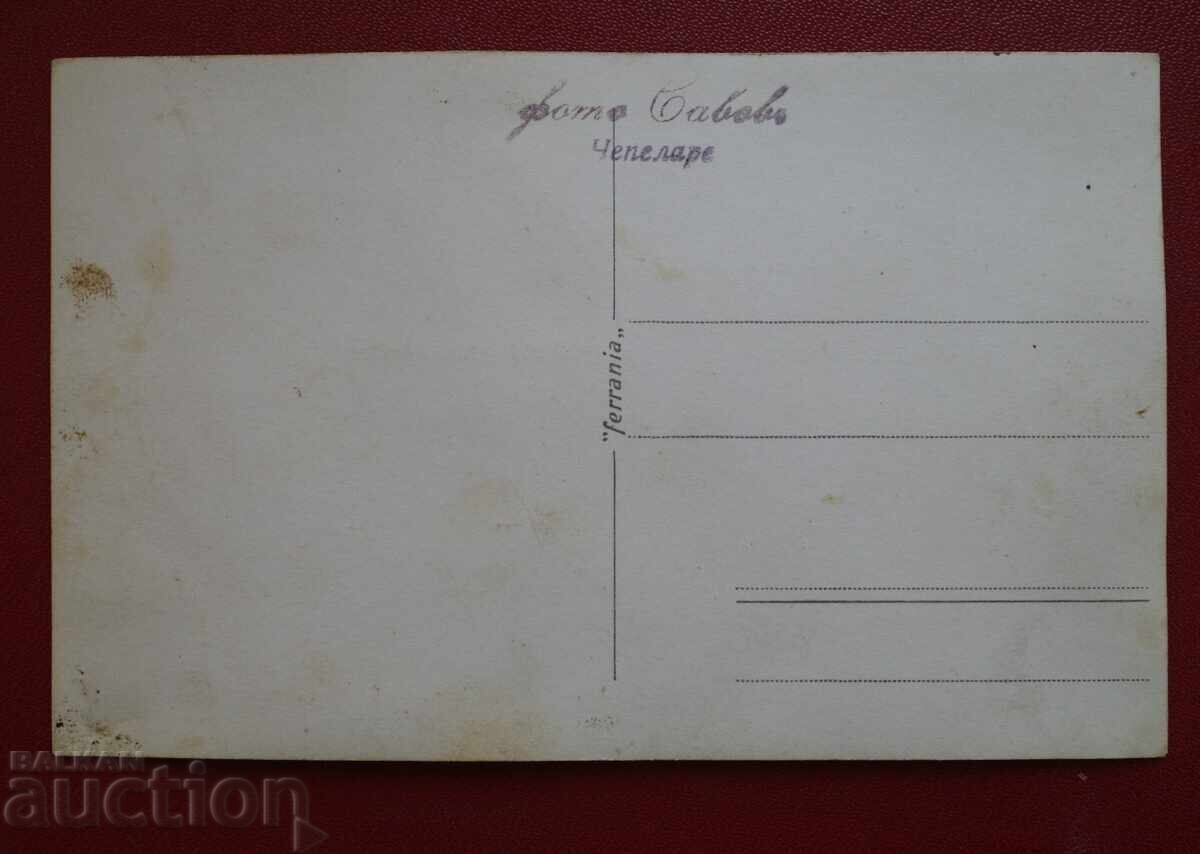 фото Савовъ
Чепеларе
"ferrania„
BALKAN
auction